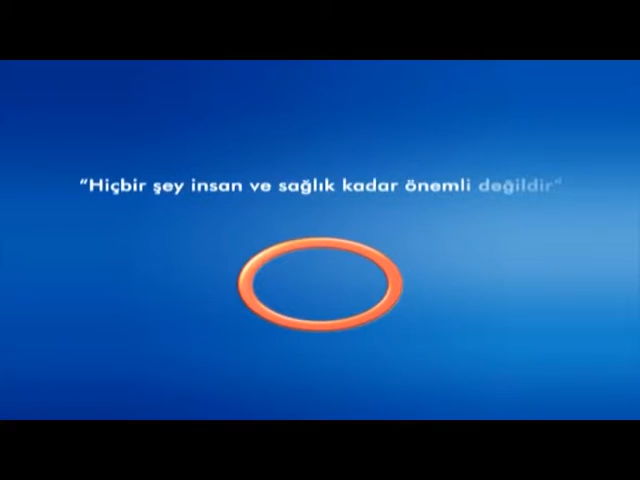 “Hiçbir şey insan ve sağlık kadar önemli değildir”